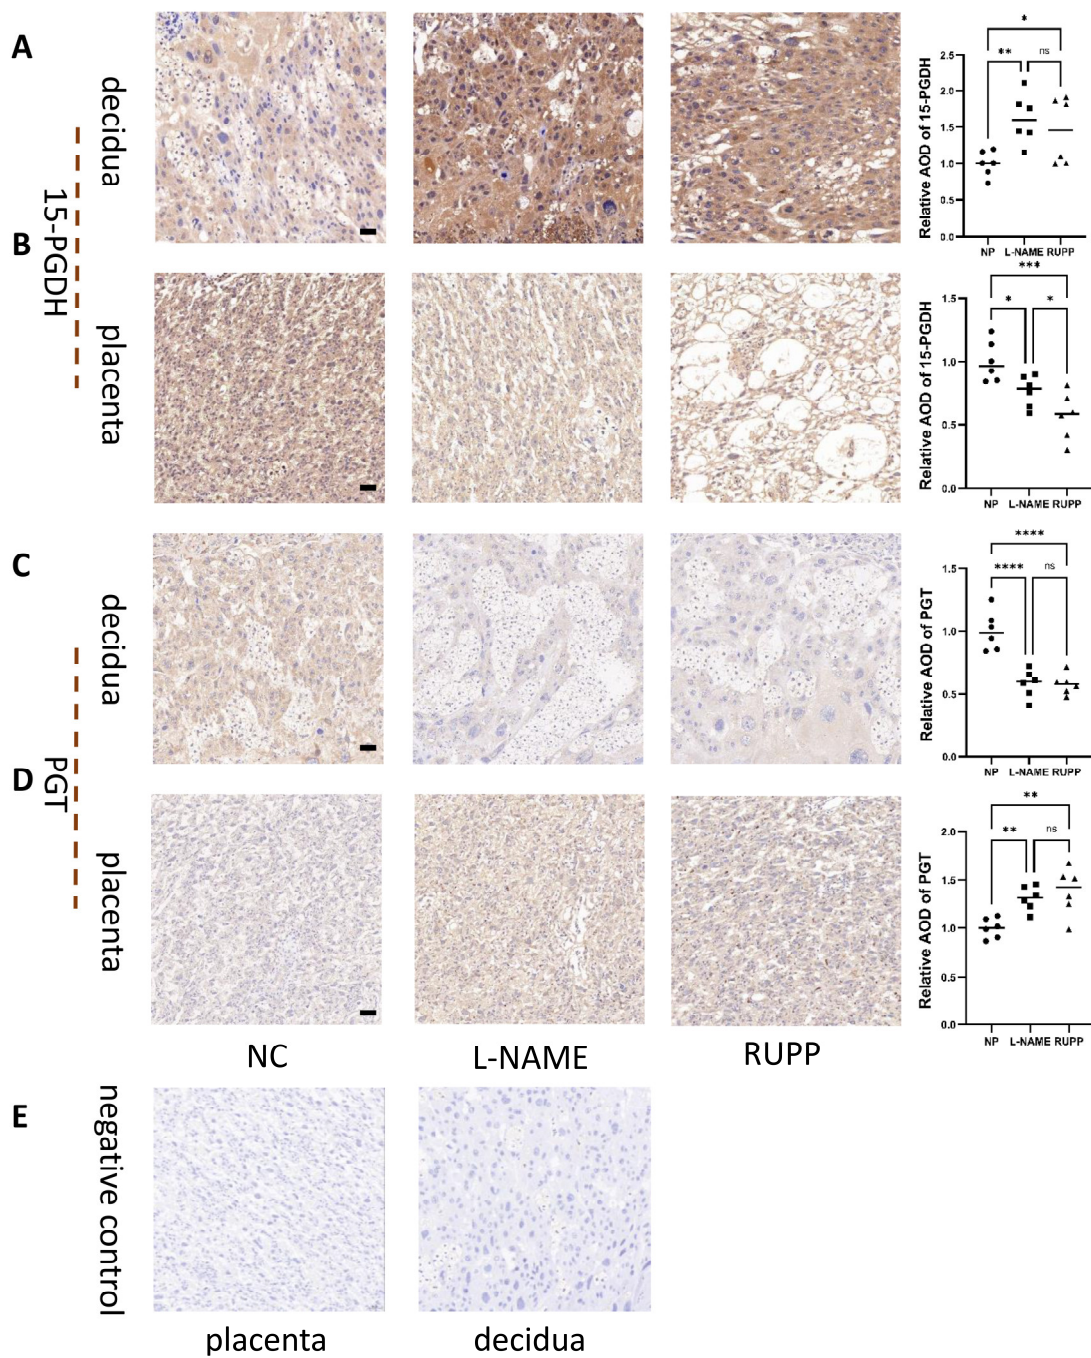 A
decidua
15-PGDH
B
placenta
Relative AOD of 15-PGDH
2.5
2.0
1.5
1.0
0.5
0.0
*
**
ns
NP L-NAME RUPP
Relative AOD of 15-PGDH
1.5
1.0
0.5
0.0
***
*
*
NP L-NAME RUPP
C
decidua
PGT
D
placenta
Relative AOD of PGT
1.5
1.0
0.5
0.0
****
****
ns
NP L-NAME RUPP
Relative AOD of PGT
2.0
1.5
1.0
0.5
0.0
**
**
ns
NP L-NAME RUPP
NC L-NAME RUPP
E
negative control
placenta decidua